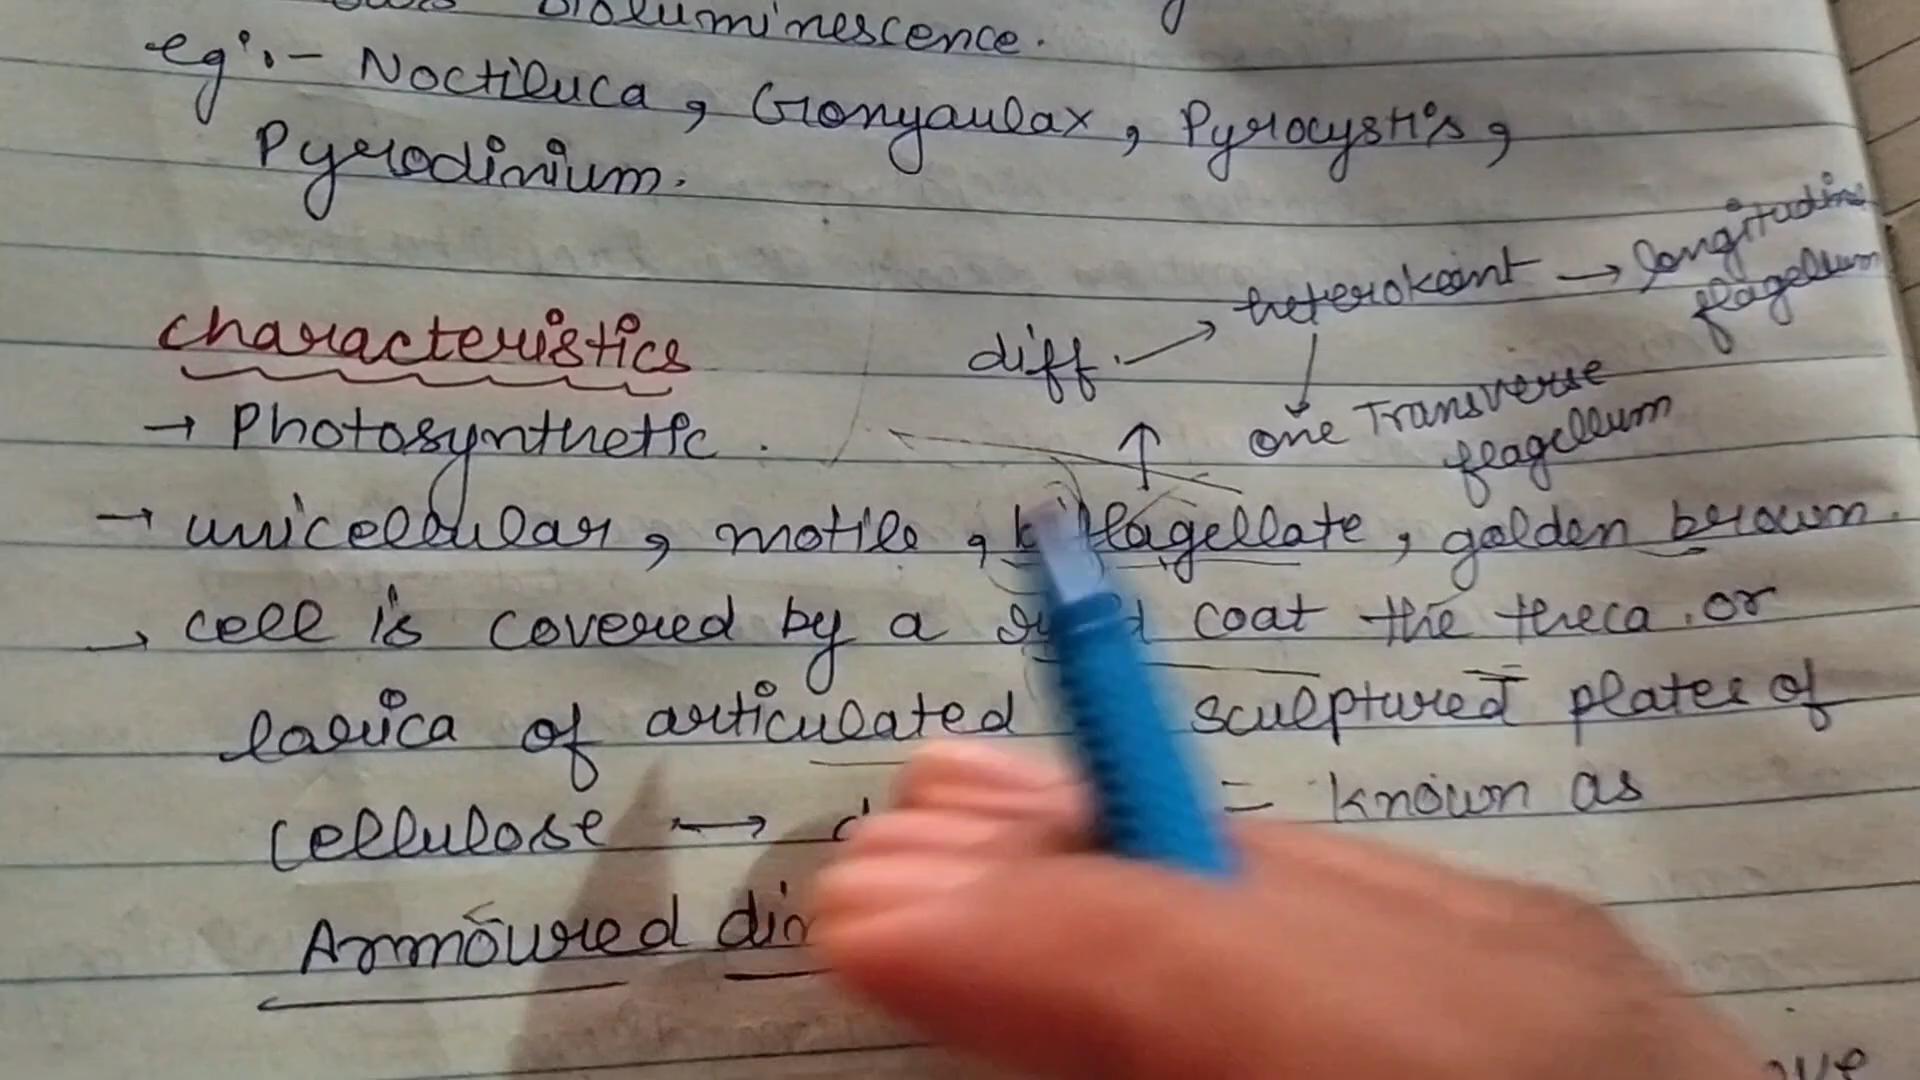 bioluminescence.
eg:- Noctiluca, Gonyaulax, Pyrocystis,
Pyrodinium.
characteristics
diff. → heterokont → longitudinal
flagellum
one Transverse
flagellum
→ Photosynthetic.
→ unicellular, motile, biflagellate, golden brown.
→ cell is covered by a coat the theca or
lorica of articulated sculptured plates of
cellulose → = known as
Armoured